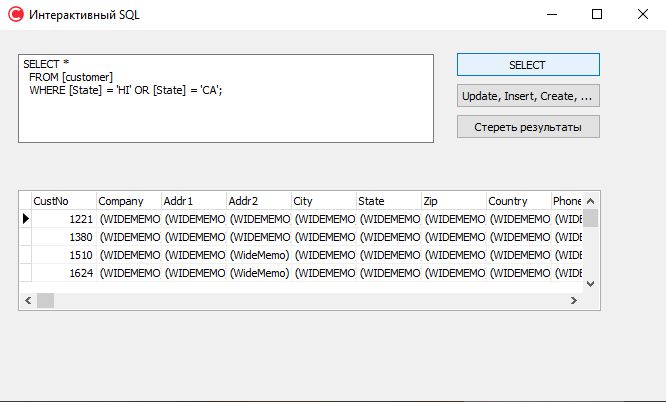 Интерактивный SQL
SELECT *
FROM [customer]
WHERE [State] = 'HI' OR [State] = 'CA';
SELECT
Update, Insert, Create, ...
Стереть результаты
CustNo Company Addr1 Addr2 City State Zip Country Phone
1221 (WIDEMEMO (WIDEMEMO (WIDEMEMO (WIDEMEMO (WIDEMEMO (WIDEMEMO (WIDEMEMO (WIDE
1380 (WIDEMEMO (WIDEMEMO (WIDEMEMO (WIDEMEMO (WIDEMEMO (WIDEMEMO (WIDEMEMO (WIDE
1510 (WIDEMEMO (WIDEMEMO (WideMemo) (WIDEMEMO (WIDEMEMO (WIDEMEMO (WIDEMEMO (WIDE
1624 (WIDEMEMO (WIDEMEMO (WideMemo) (WIDEMEMO (WIDEMEMO (WIDEMEMO (WIDEMEMO (WIDE